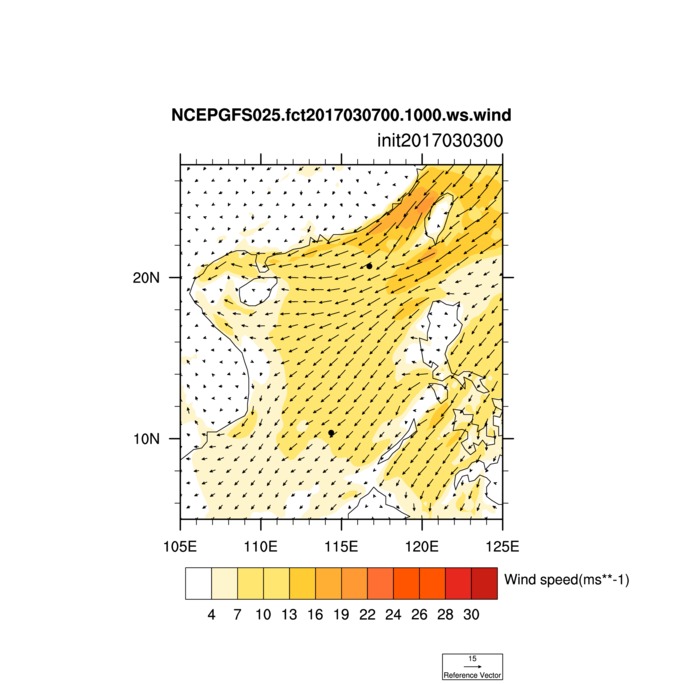 NCEPGFS025.fct2017030700.1000.ws.wind
init2017030300
20N
10N
105E 110E 115E 120E 125E
4 7 10 13 16 19 22 24 26 28 30
Wind speed(ms**-1)
15
Reference Vector